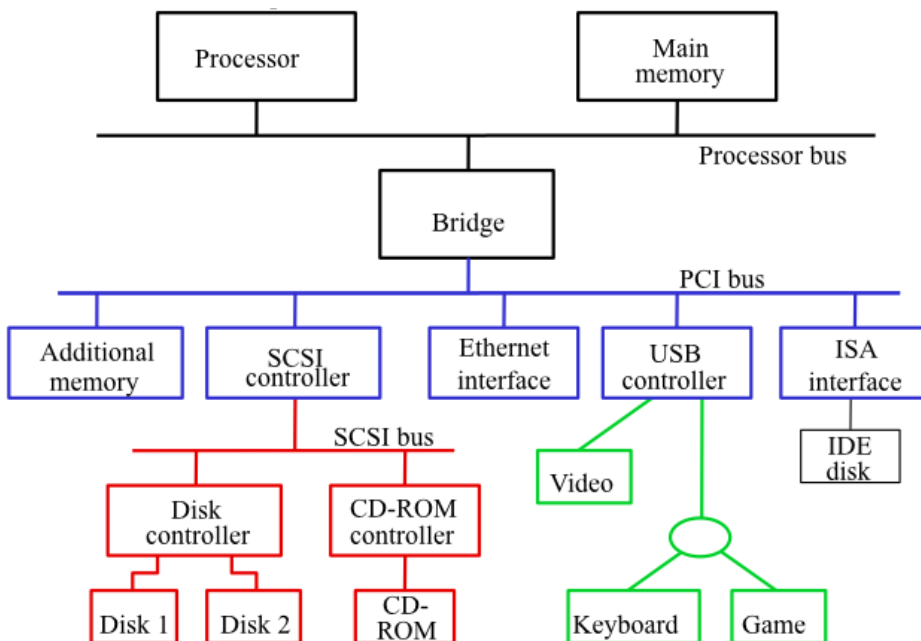 Processor
Main
memory
Processor bus
Bridge
PCI bus
Additional
memory
SCSI
controller
Ethernet
interface
USB
controller
ISA
interface
SCSI bus
IDE
disk
Video
Disk
controller
CD-ROM
controller
Disk 1
Disk 2
CD-
ROM
Keyboard
Game